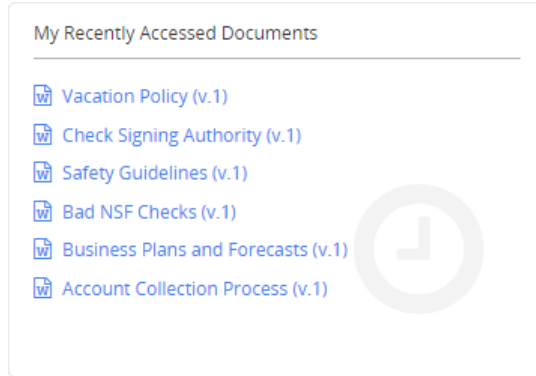 My Recently Accessed Documents
Vacation Policy (v.1)
Check Signing Authority (v.1)
Safety Guidelines (v.1)
Bad NSF Checks (v.1)
Business Plans and Forecasts (v.1)
Account Collection Process (v.1)